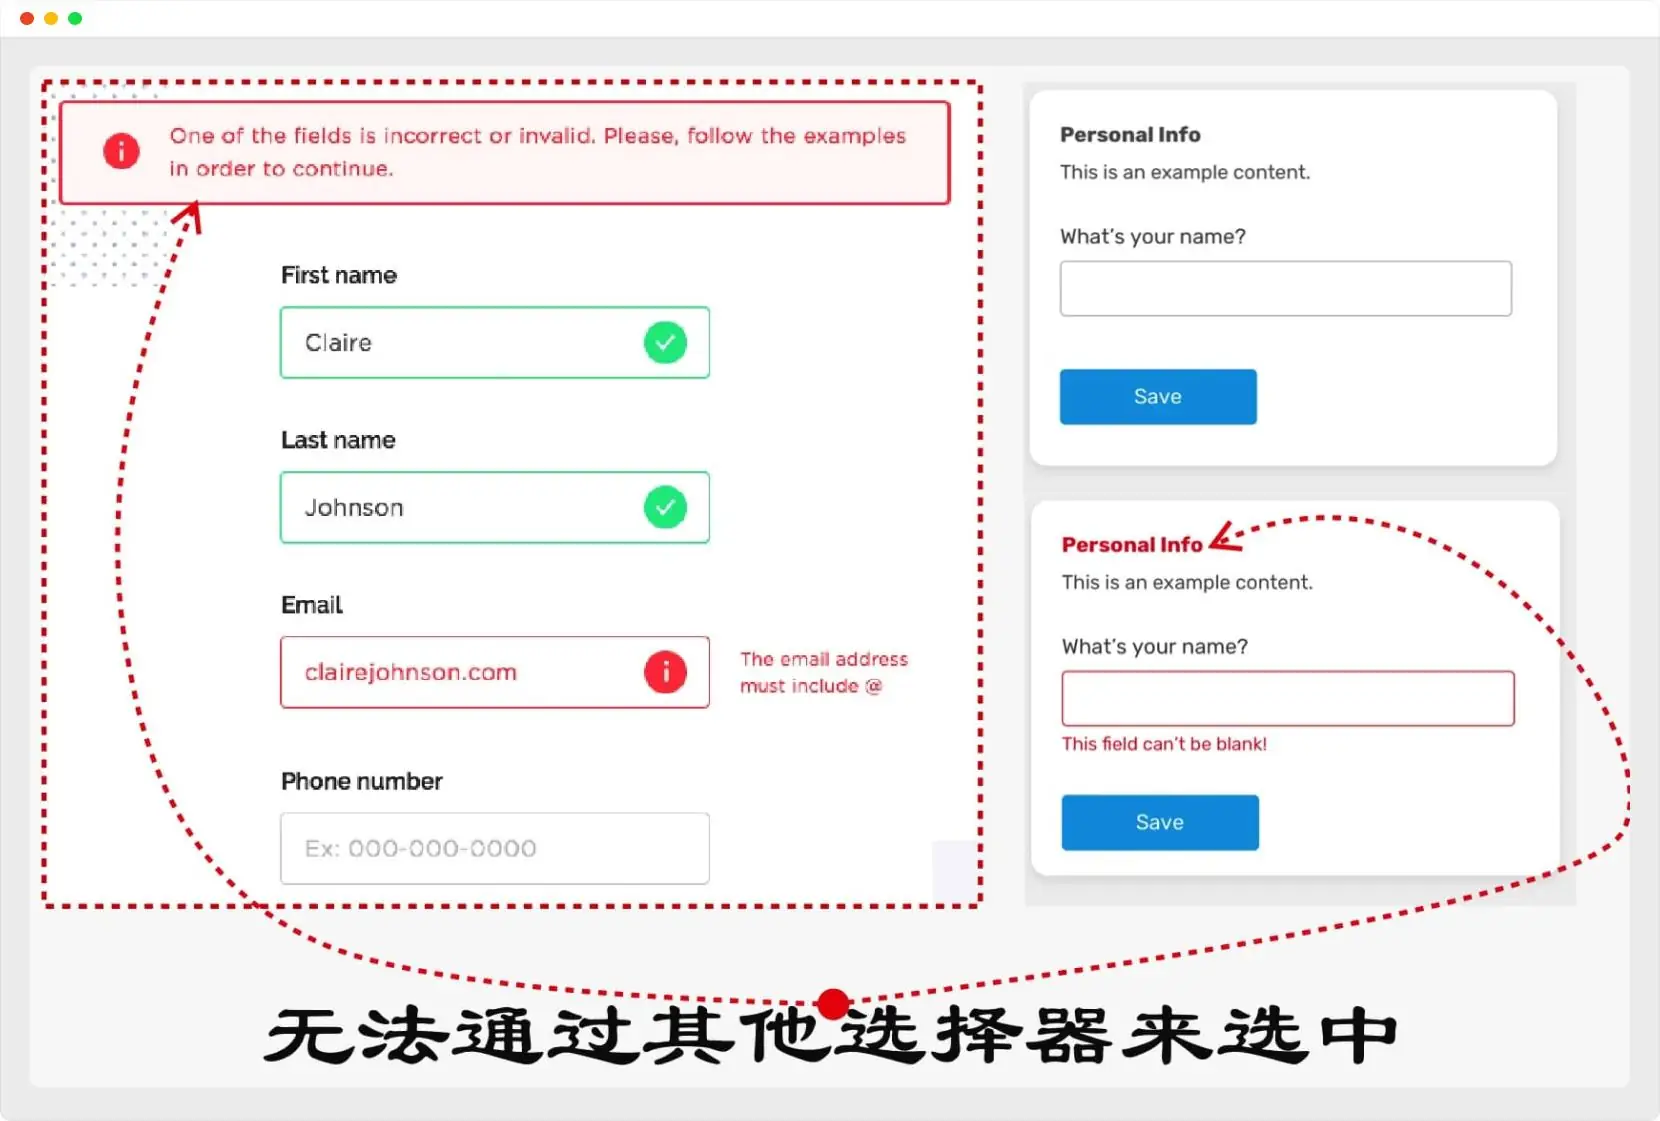 One of the fields is incorrect or invalid. Please, follow the examples
in order to continue.
First name
Claire
Last name
Johnson
Email
clairejohnson.com
The email address
must include @
Phone number
Ex: 000-000-0000
Personal Info
This is an example content.
What's your name?
Save
Personal Info
This is an example content.
What's your name?
This field can't be blank!
Save
无法通过其他选择器来选中